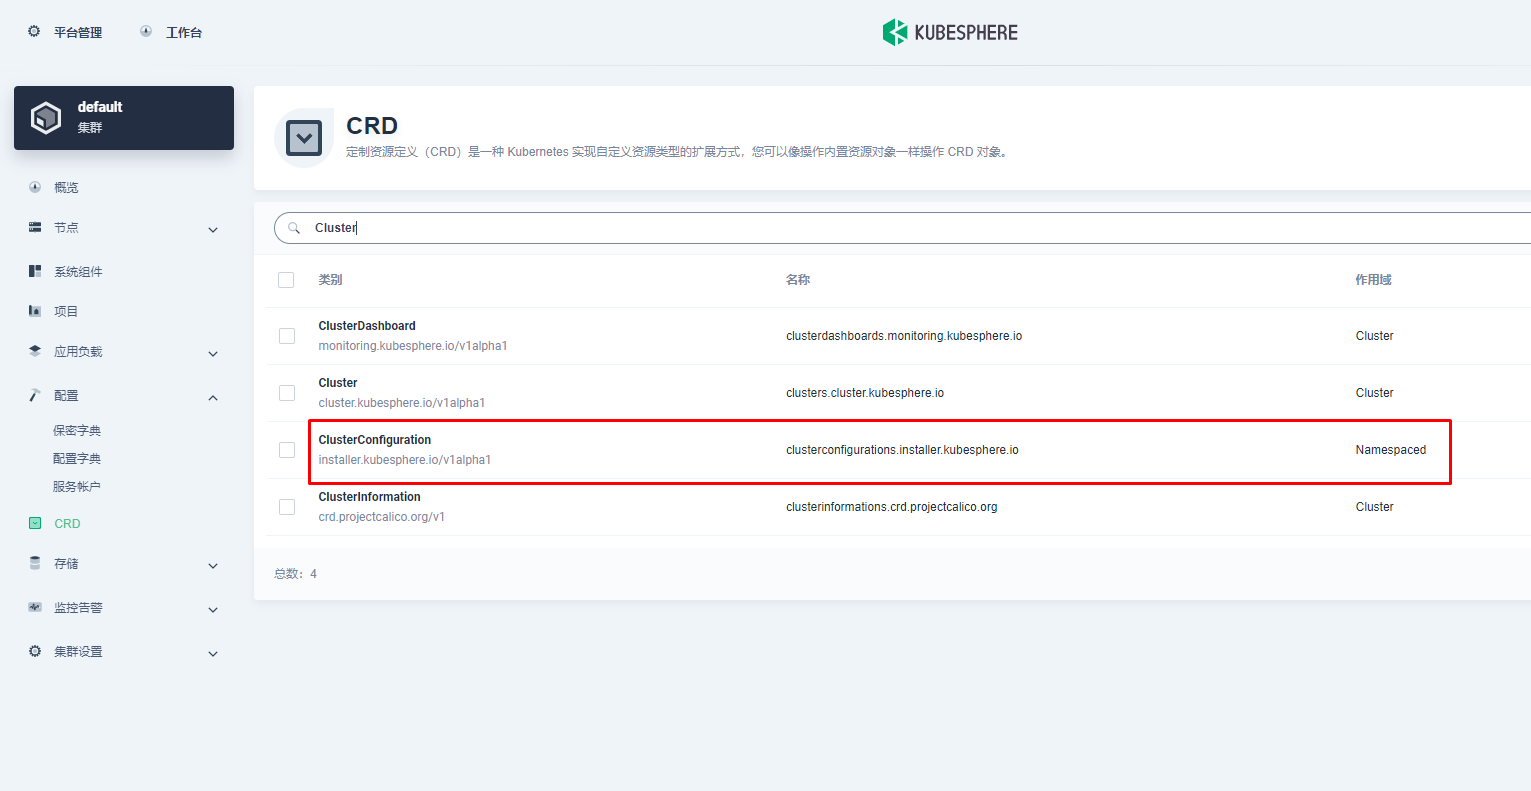 平台管理
工作台
KUBESPHERE
default
集群
概览
节点
系统组件
项目
应用负载
配置
保密字典
配置字典
服务帐户
CRD
存储
监控告警
集群设置
CRD
定制资源定义（CRD）是一种 Kubernetes 实现自定义资源类型的扩展方式，您可以像操作内置资源对象一样操作 CRD 对象。
Cluster
类别 名称 作用域
ClusterDashboard
monitoring.kubesphere.io/v1alpha1
clusterdashboards.monitoring.kubesphere.io
Cluster
Cluster
cluster.kubesphere.io/v1alpha1
clusters.cluster.kubesphere.io
Cluster
ClusterConfiguration
installer.kubesphere.io/v1alpha1
clusterconfigurations.installer.kubesphere.io
Namespaced
ClusterInformation
crd.projectcalico.org/v1
clusterinformations.crd.projectcalico.org
Cluster
总数：4